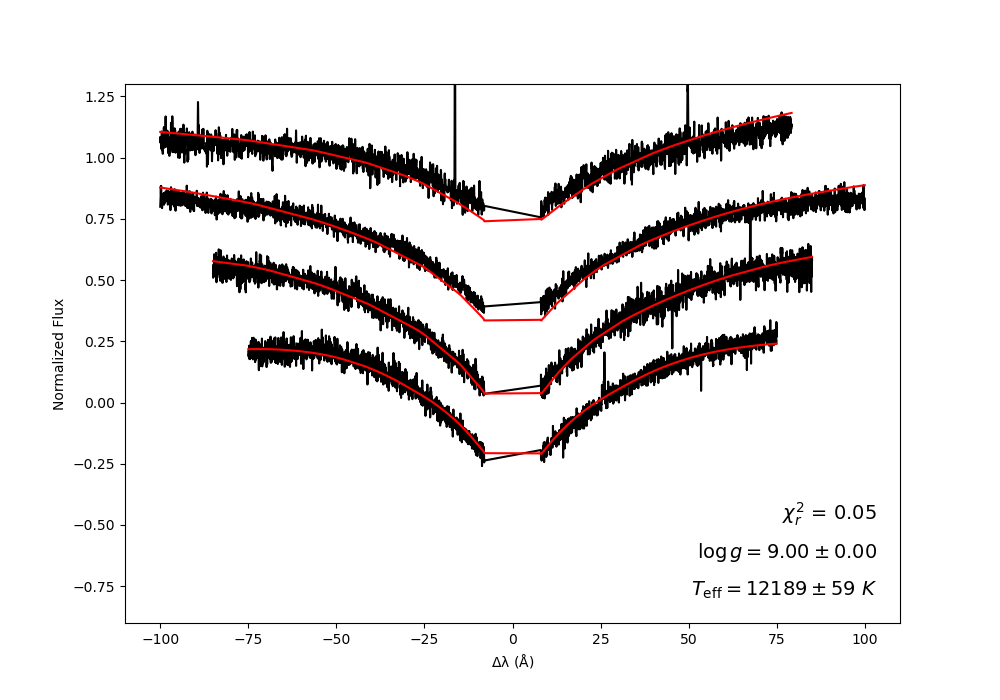 1.25
1.00
0.75
0.50
0.25
0.00
−0.25
−0.50
−0.75
Normalized Flux
χ²ᵣ = 0.05
log g = 9.00 ± 0.00
T_eff = 12189 ± 59 K
−100 −75 −50 −25 0 25 50 75 100
Δλ (Å)